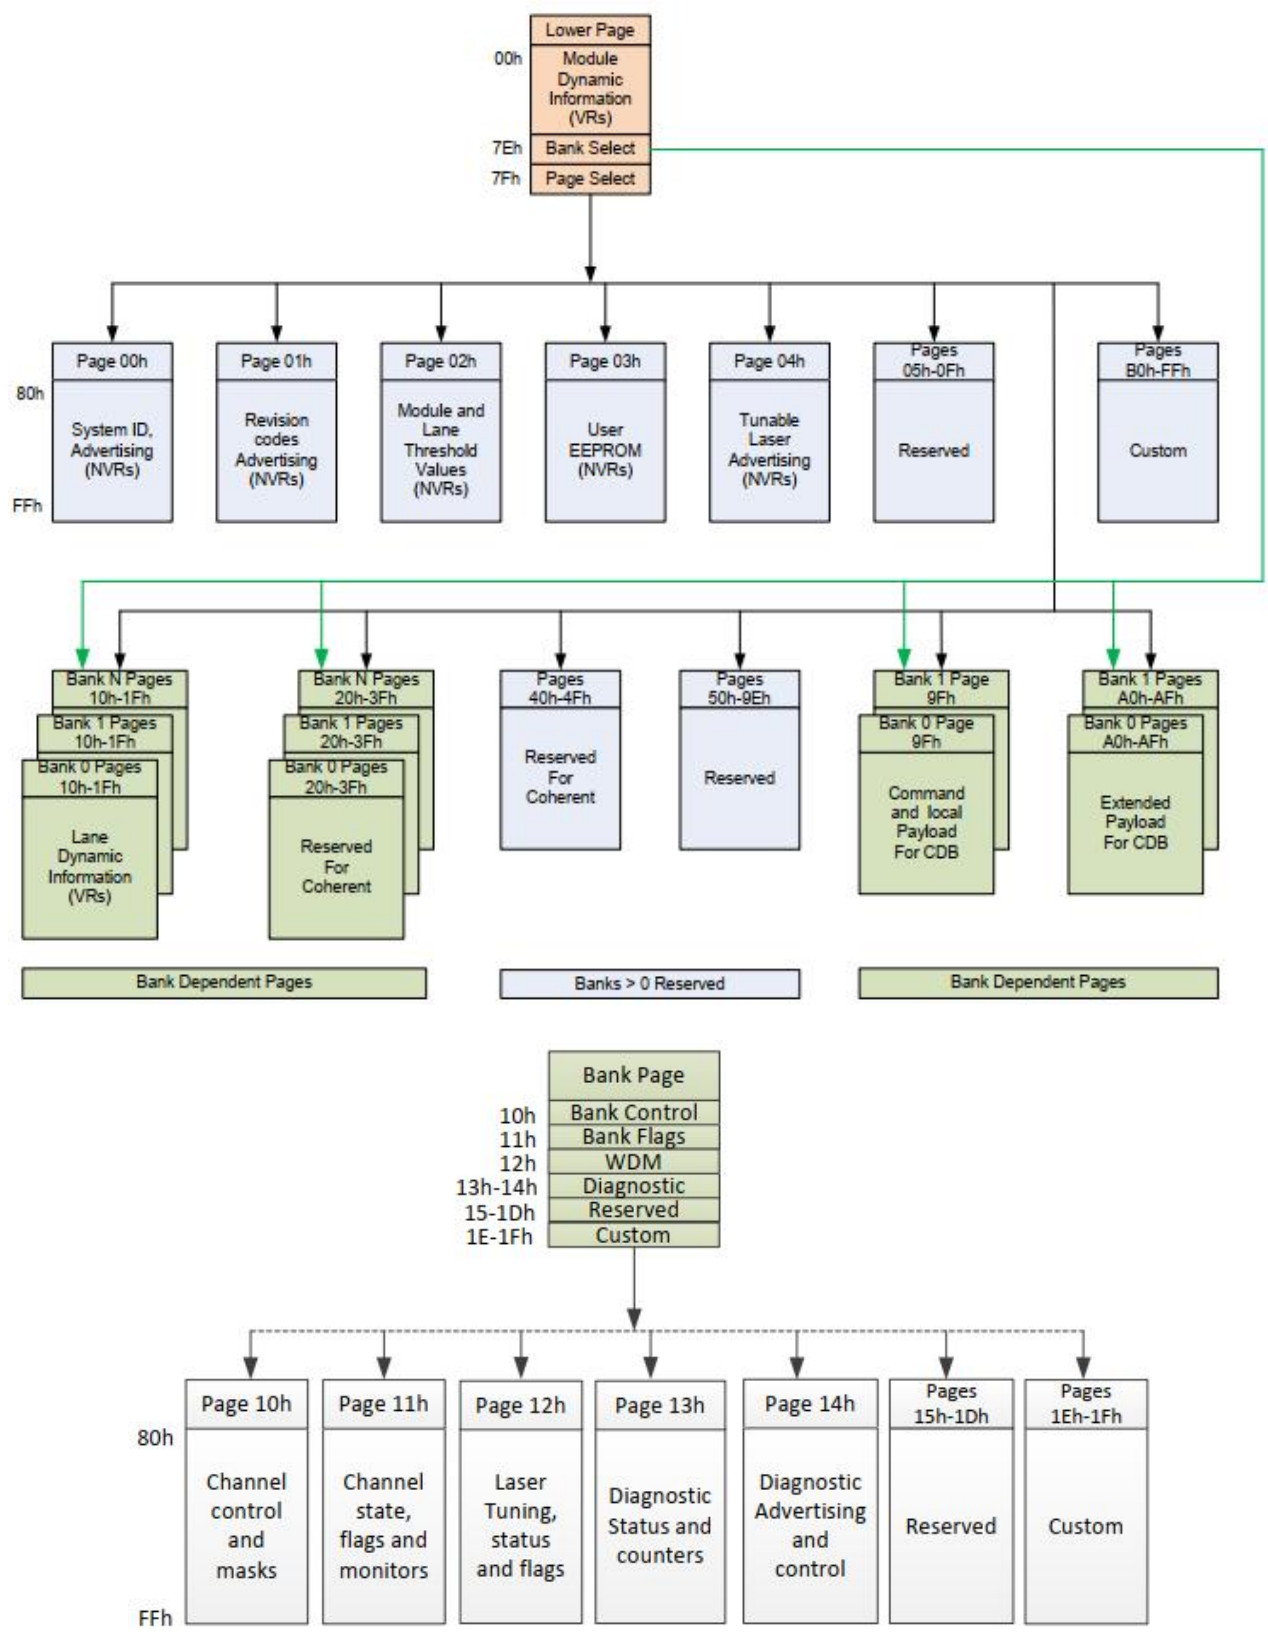 Lower Page
00h
Module
Dynamic
Information
(VRs)
7Eh
Bank Select
7Fh
Page Select
Page 00h
Page 01h
Page 02h
Page 03h
Page 04h
Pages
05h-0Fh
Pages
B0h-FFh
80h
System ID,
Advertising
(NVRs)
Revision
codes
Advertising
(NVRs)
Module and
Lane
Threshold
Values
(NVRs)
User
EEPROM
(NVRs)
Tunable
Laser
Advertising
(NVRs)
Reserved
Custom
FFh
Bank N Pages
10h-1Fh
Bank 1 Pages
10h-1Fh
Bank 0 Pages
10h-1Fh
Lane
Dynamic
Information
(VRs)
Bank N Pages
20h-3Fh
Bank 1 Pages
20h-3Fh
Bank 0 Pages
20h-3Fh
Reserved
For
Coherent
Pages
40h-4Fh
Reserved
For
Coherent
Pages
50h-9Eh
Reserved
Bank 1 Page
9Fh
Bank 0 Page
9Fh
Command
and local
Payload
For CDB
Bank 1 Pages
A0h-AFh
Bank 0 Pages
A0h-AFh
Extended
Payload
For CDB
Bank Dependent Pages
Banks > 0 Reserved
Bank Dependent Pages
Bank Page
10h
Bank Control
11h
Bank Flags
12h
WDM
13h-14h
Diagnostic
15-1Dh
Reserved
1E-1Fh
Custom
Page 10h
Page 11h
Page 12h
Page 13h
Page 14h
Pages
15h-1Dh
Pages
1Eh-1Fh
80h
Channel
control
and
masks
Channel
state,
flags and
monitors
Laser
Tuning,
status
and flags
Diagnostic
Status and
counters
Diagnostic
Advertising
and
control
Reserved
Custom
FFh